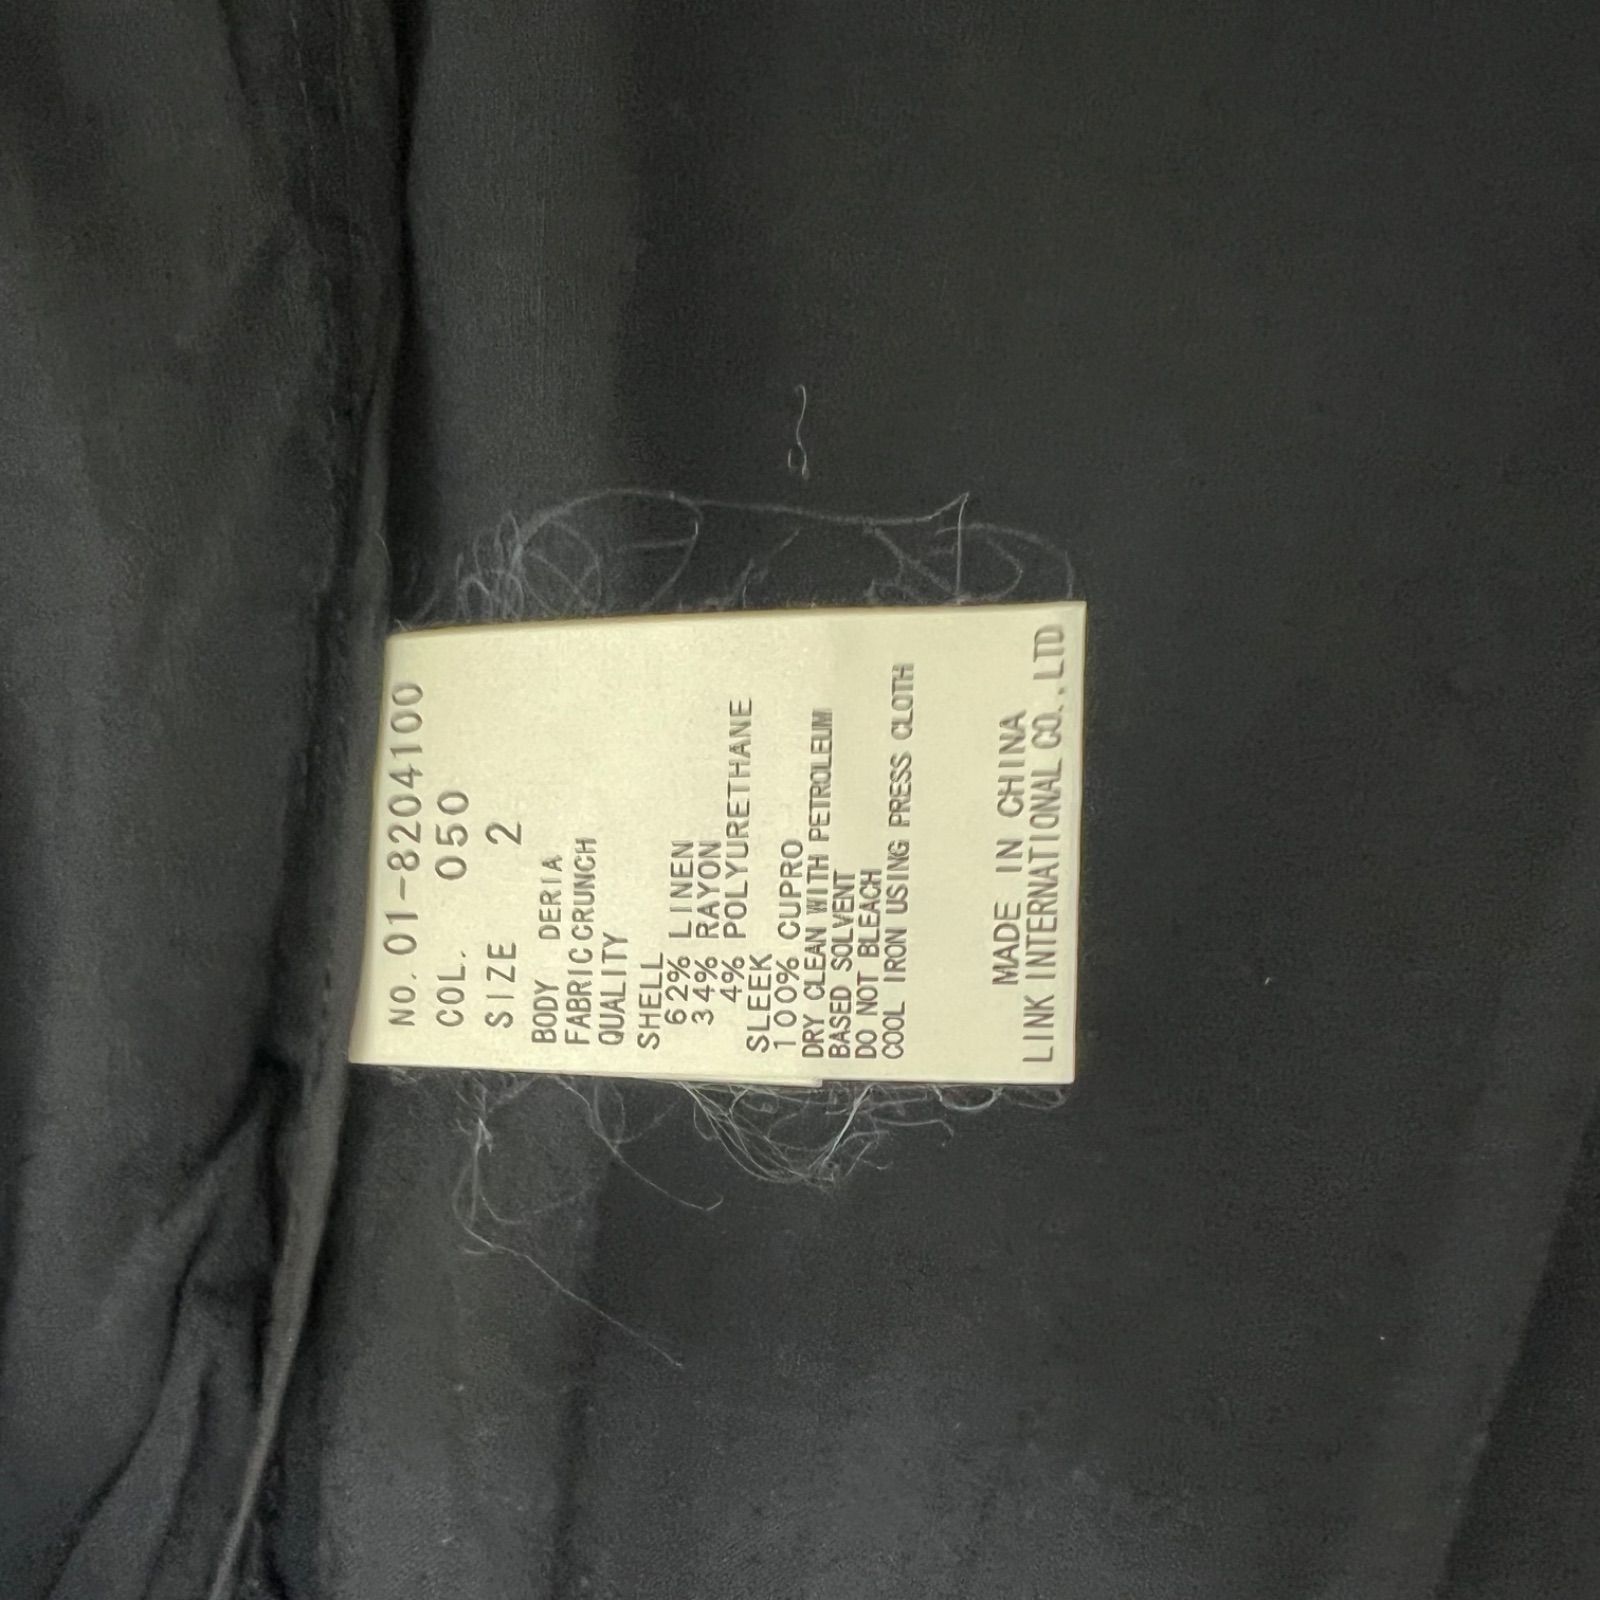 NO. 01-8204100
COL. 050
SIZE 2
BODY DERIA
FABRIC CRUNCH
QUALITY
SHELL
62% LINEN
34% RAYON
4% POLYURETHANE
SLEEK
100% CUPRO
DRY CLEAN WITH PETROLEUM
BASED SOLVENT
DO NOT BLEACH
COOL IRON USING PRESS CLOTH
MADE IN CHINA
LINK INTERNATIONAL CO.,LTD